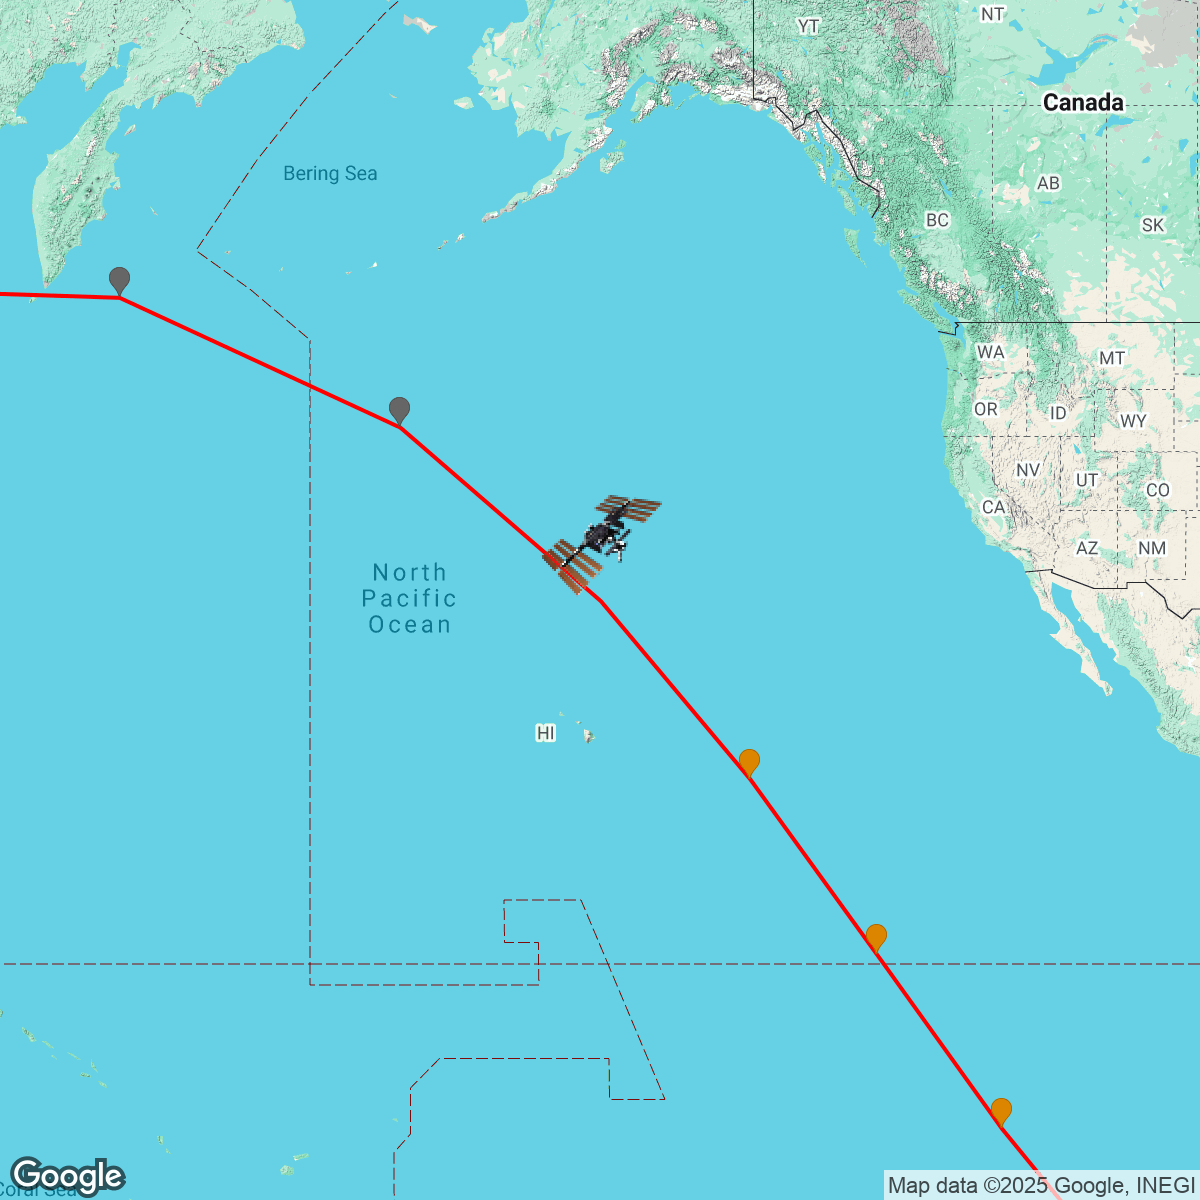 NT
YT
Canada
Bering Sea
AB
BC
SK
WA
MT
OR
ID
WY
NV
UT
CO
CA
AZ
NM
North
Pacific
Ocean
HI
Coral Sea
Google
Map data ©2025 Google, INEGI